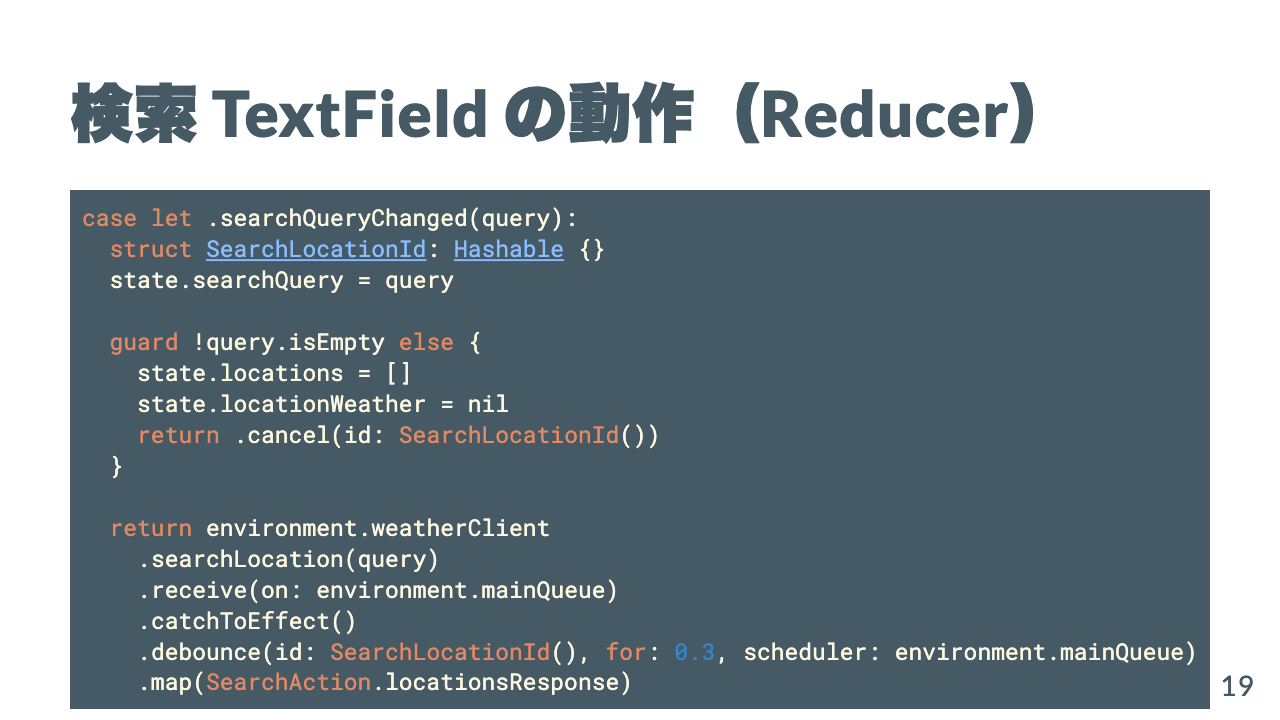 検索 TextField の動作（Reducer）
case let .searchQueryChanged(query):
  struct SearchLocationId: Hashable {}
  state.searchQuery = query

  guard !query.isEmpty else {
    state.locations = []
    state.locationWeather = nil
    return .cancel(id: SearchLocationId())
  }

  return environment.weatherClient
    .searchLocation(query)
    .receive(on: environment.mainQueue)
    .catchToEffect()
    .debounce(id: SearchLocationId(), for: 0.3, scheduler: environment.mainQueue)
    .map(SearchAction.locationsResponse)
19